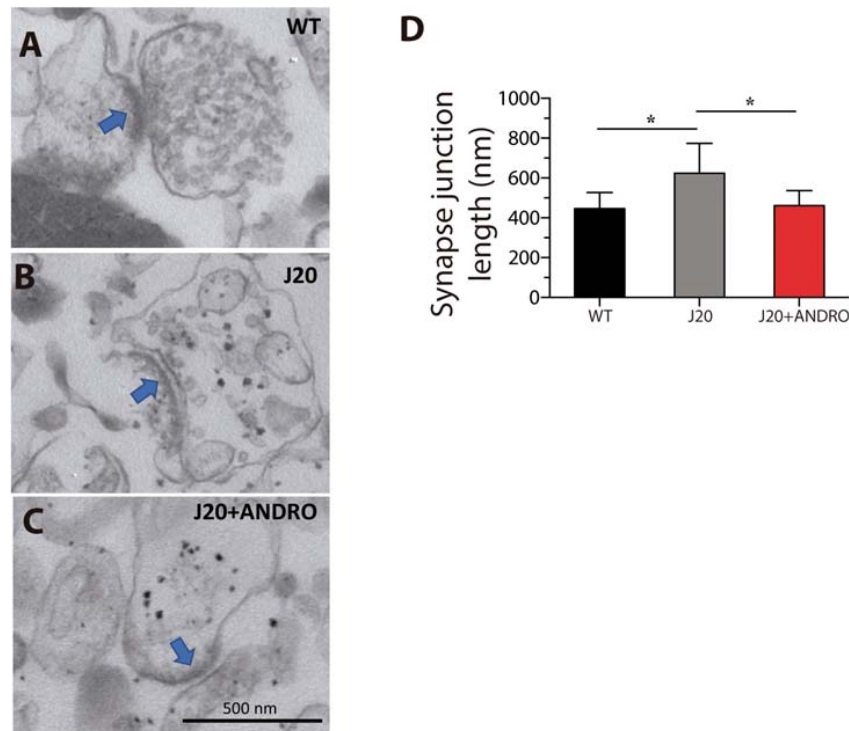 A
WT
B
J20
C
J20+ANDRO
500 nm
D
Synapse junction
length (nm)
1000
800
600
400
200
0
*
*
WT
J20
J20+ANDRO